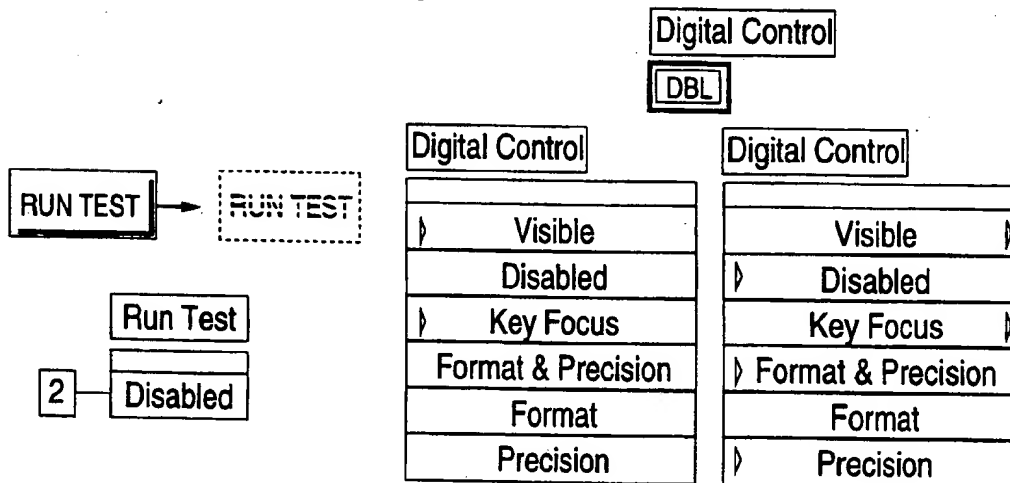 Digital Control
DBL
Digital Control
Digital Control
RUN TEST
RUN TEST
Visible
Visible
Disabled
Disabled
Run Test
Key Focus
Key Focus
Format & Precision
Format & Precision
2
Disabled
Format
Format
Precision
Precision